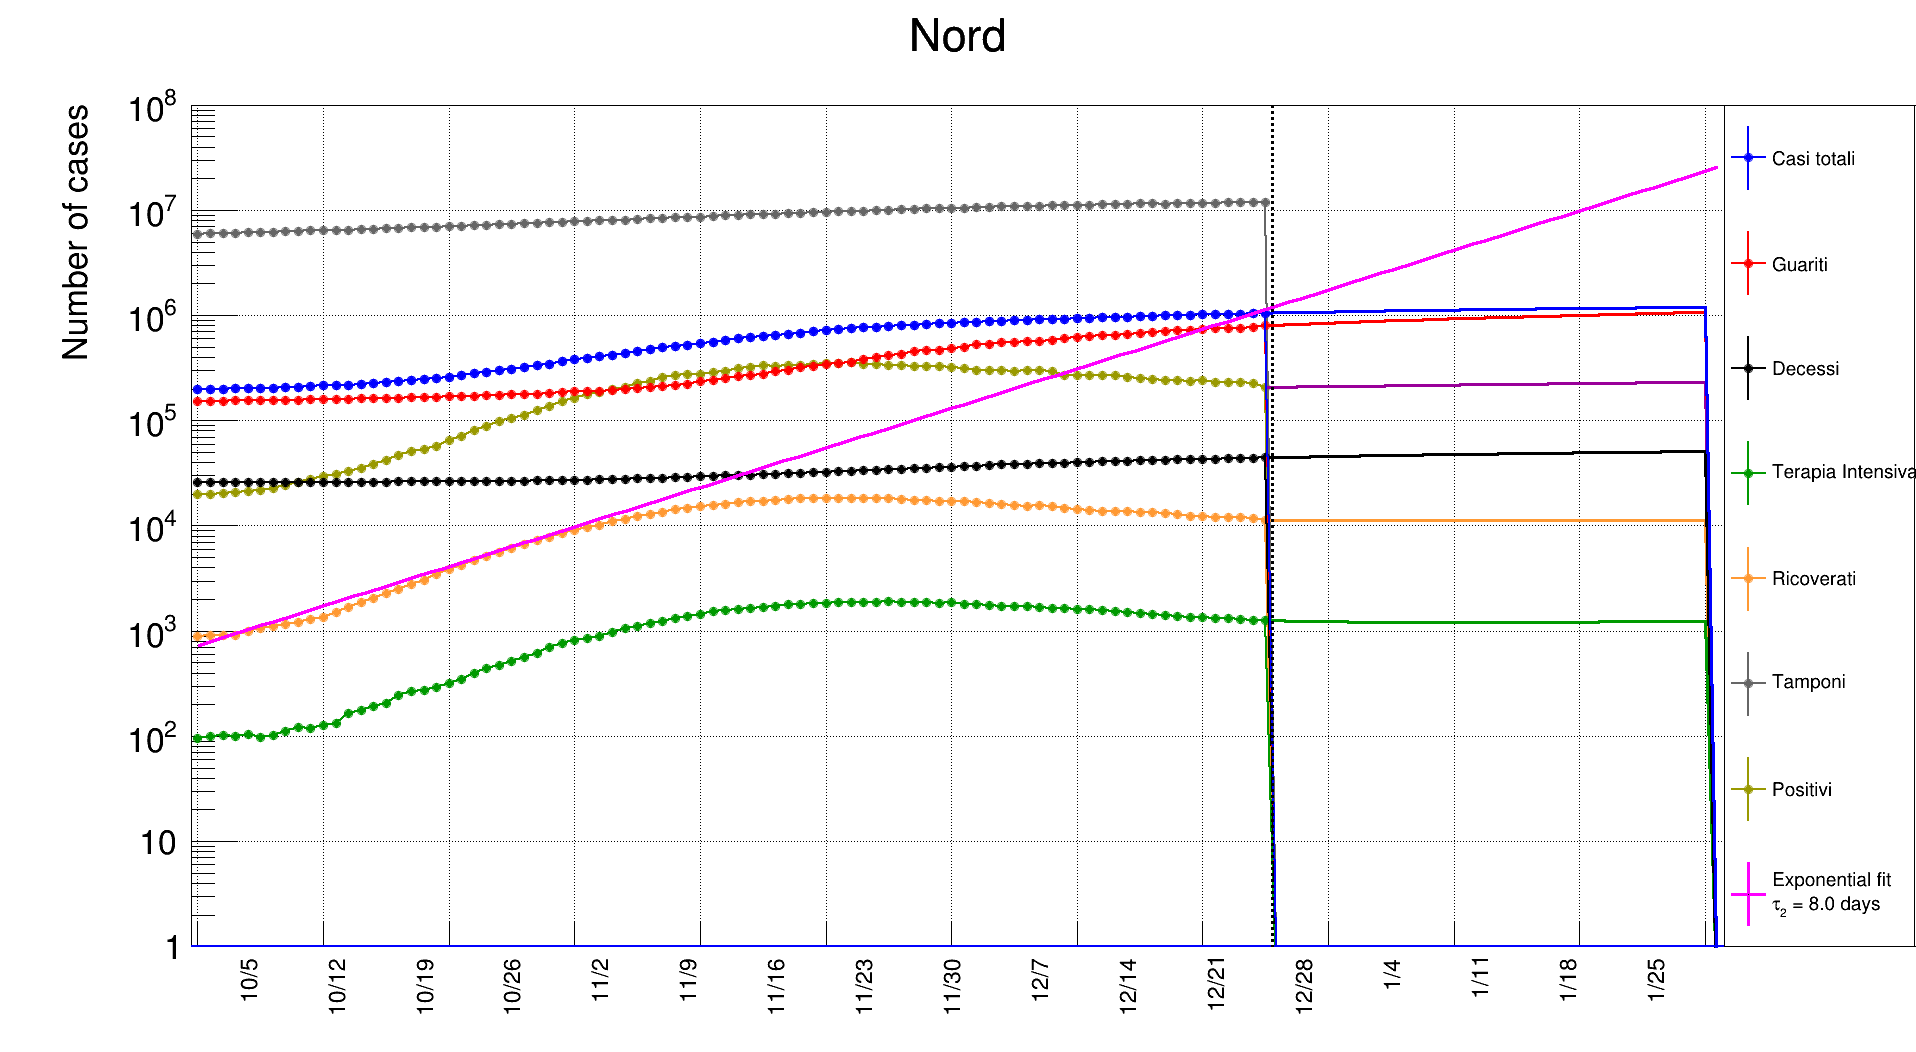 Nord
Number of cases
10^8
10^7
10^6
10^5
10^4
10^3
10^2
10
1
10/5
10/12
10/19
10/26
11/2
11/9
11/16
11/23
11/30
12/7
12/14
12/21
12/28
1/4
1/11
1/18
1/25
Casi totali
Guariti
Decessi
Terapia Intensiva
Ricoverati
Tamponi
Positivi
Exponential fit
τ_2 = 8.0 days